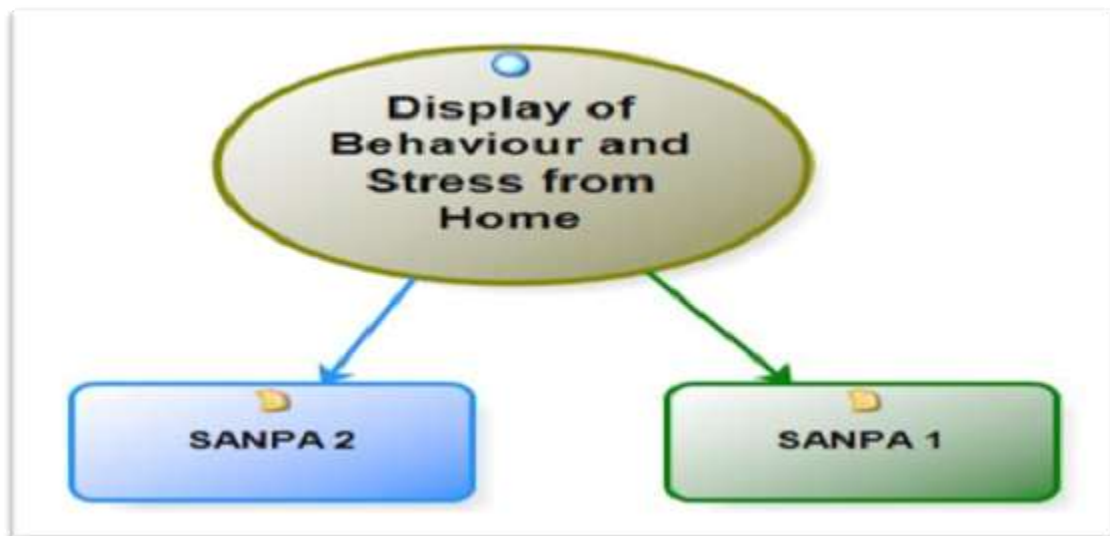 Display of
Behaviour and
Stress from
Home
SANPA 2
SANPA 1